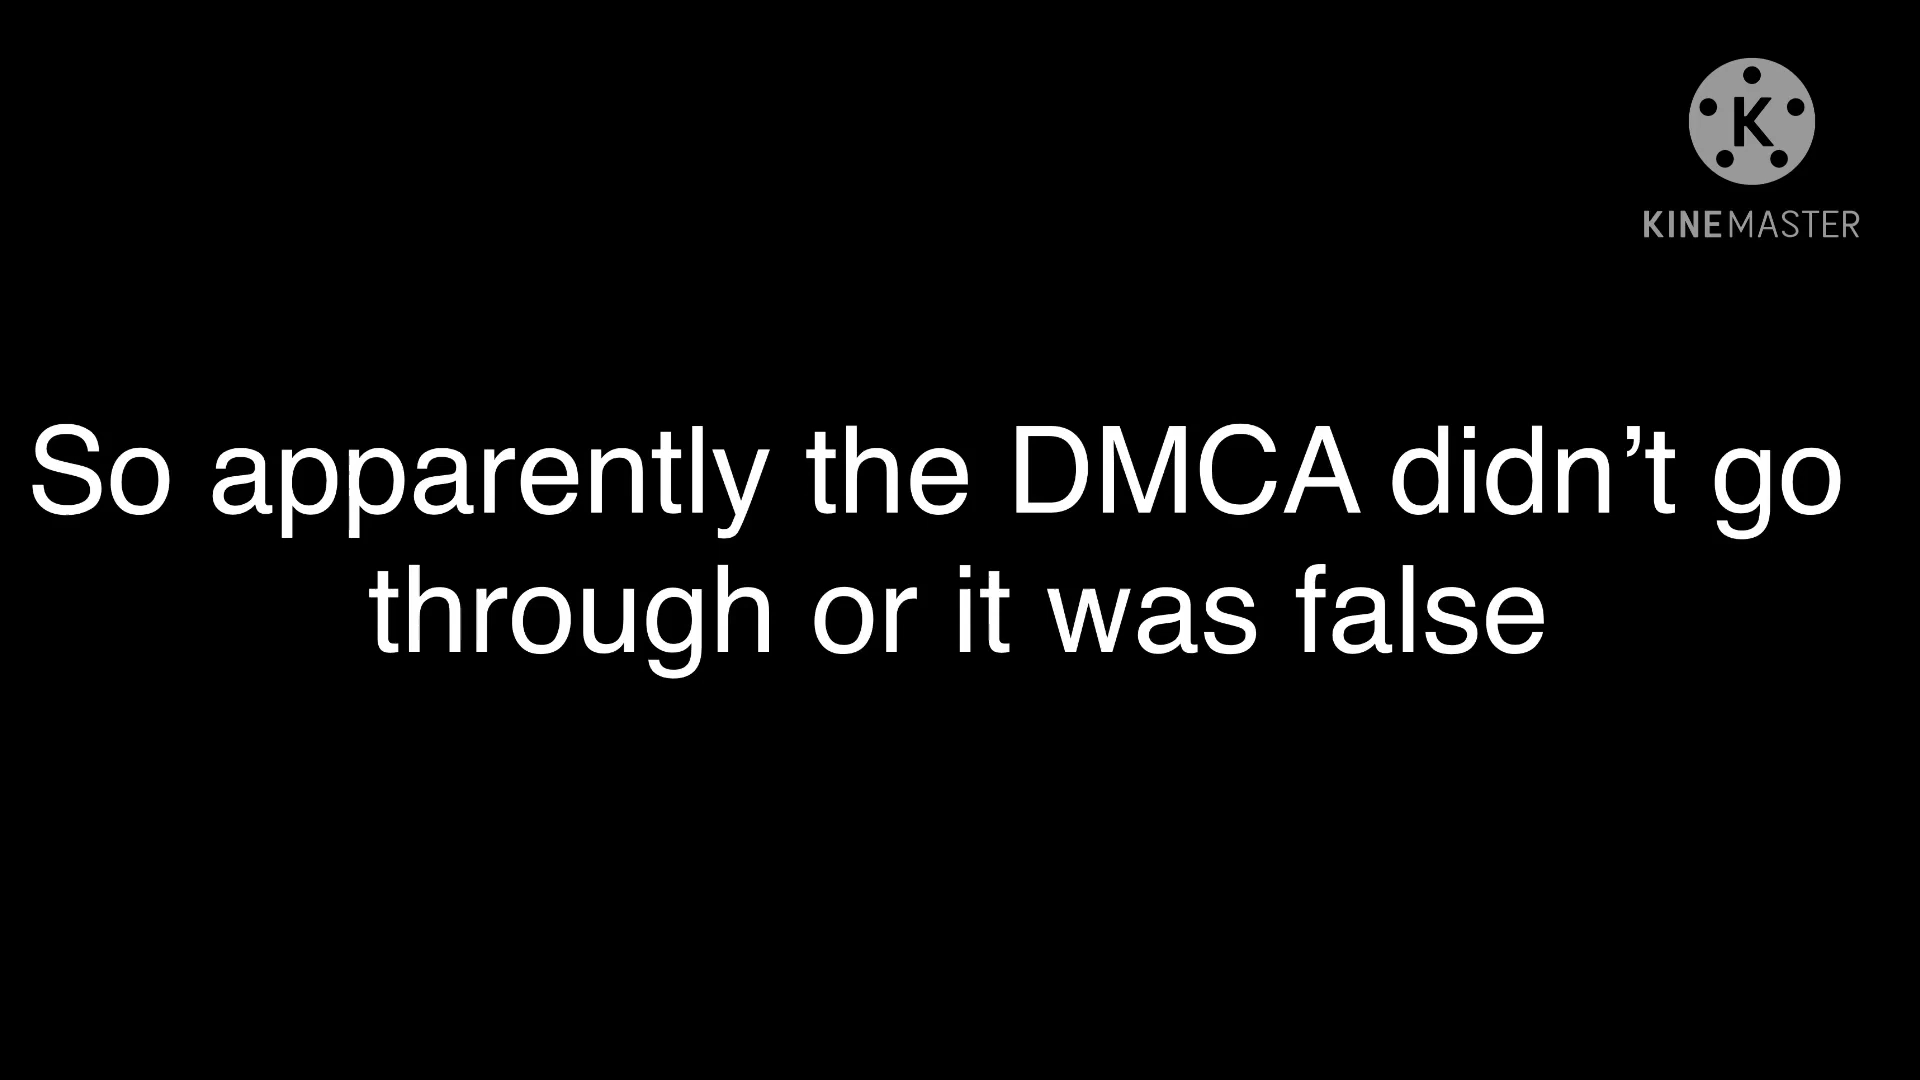 K
KINEMASTER
So apparently the DMCA didn’t go
through or it was false